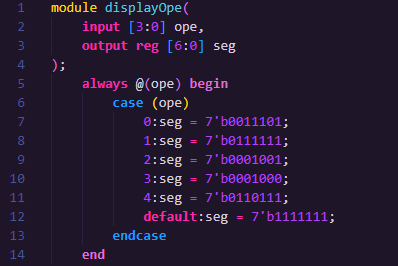 1 module displayOpe(
2 input [3:0] ope,
3 output reg [6:0] seg
4 );
5 always @(ope) begin
6 case (ope)
7 0:seg = 7'b0011101;
8 1:seg = 7'b0111111;
9 2:seg = 7'b0001001;
10 3:seg = 7'b0001000;
11 4:seg = 7'b0110111;
12 default:seg = 7'b1111111;
13 endcase
14 end